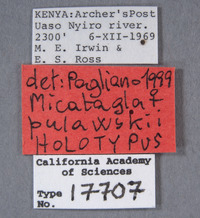 KENYA:Archer'sPost
Uaso Nyiro river.
2300' 6-XII-1969
M. E. Irwin &
E. S. Ross
det: Pagliano 1999
Micatagla
pulawskii
HOLOTYPUS
California Academy
of Sciences
Type
No. 17707